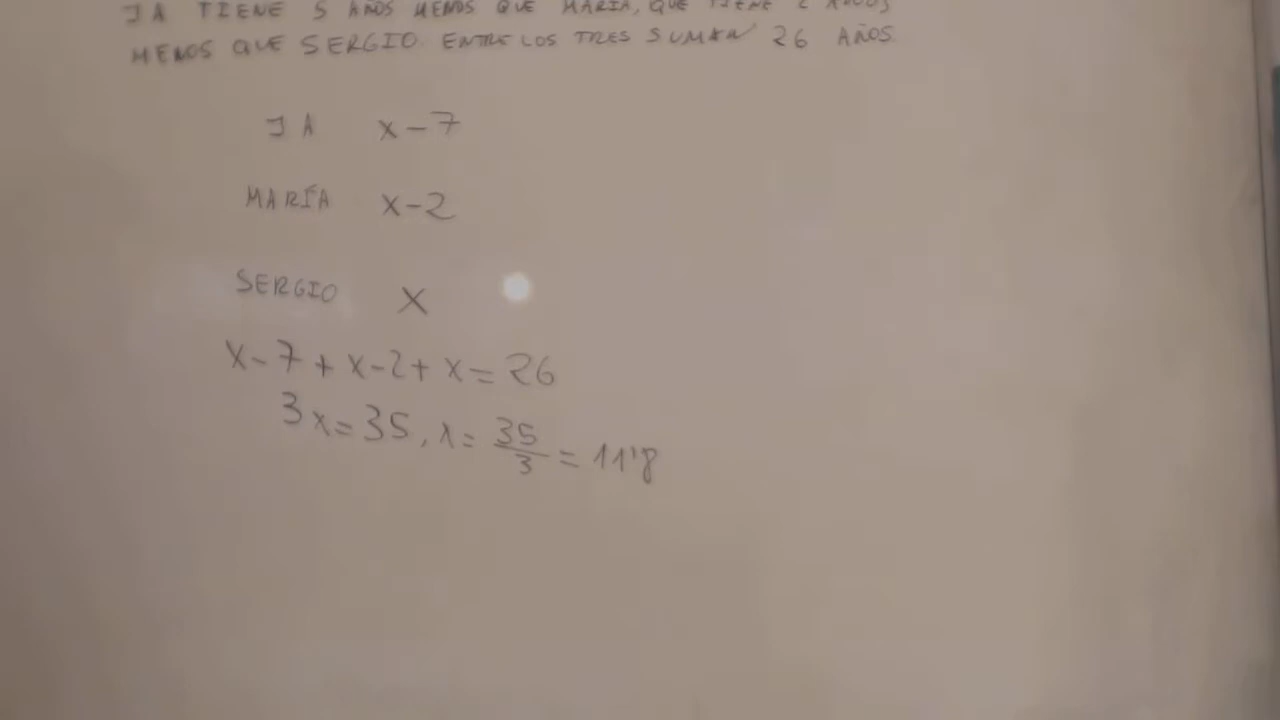 JA TIENE 5 AÑOS MENOS QUE MARIA, QUE TIENE 2 AÑOS
MENOS QUE SERGIO. ENTRE LOS TRES SUMAN 26 AÑOS.
JA x-7
MARÍA x-2
SERGIO x
x-7+x-2+x=26
3x=35, x=35/3=11'8